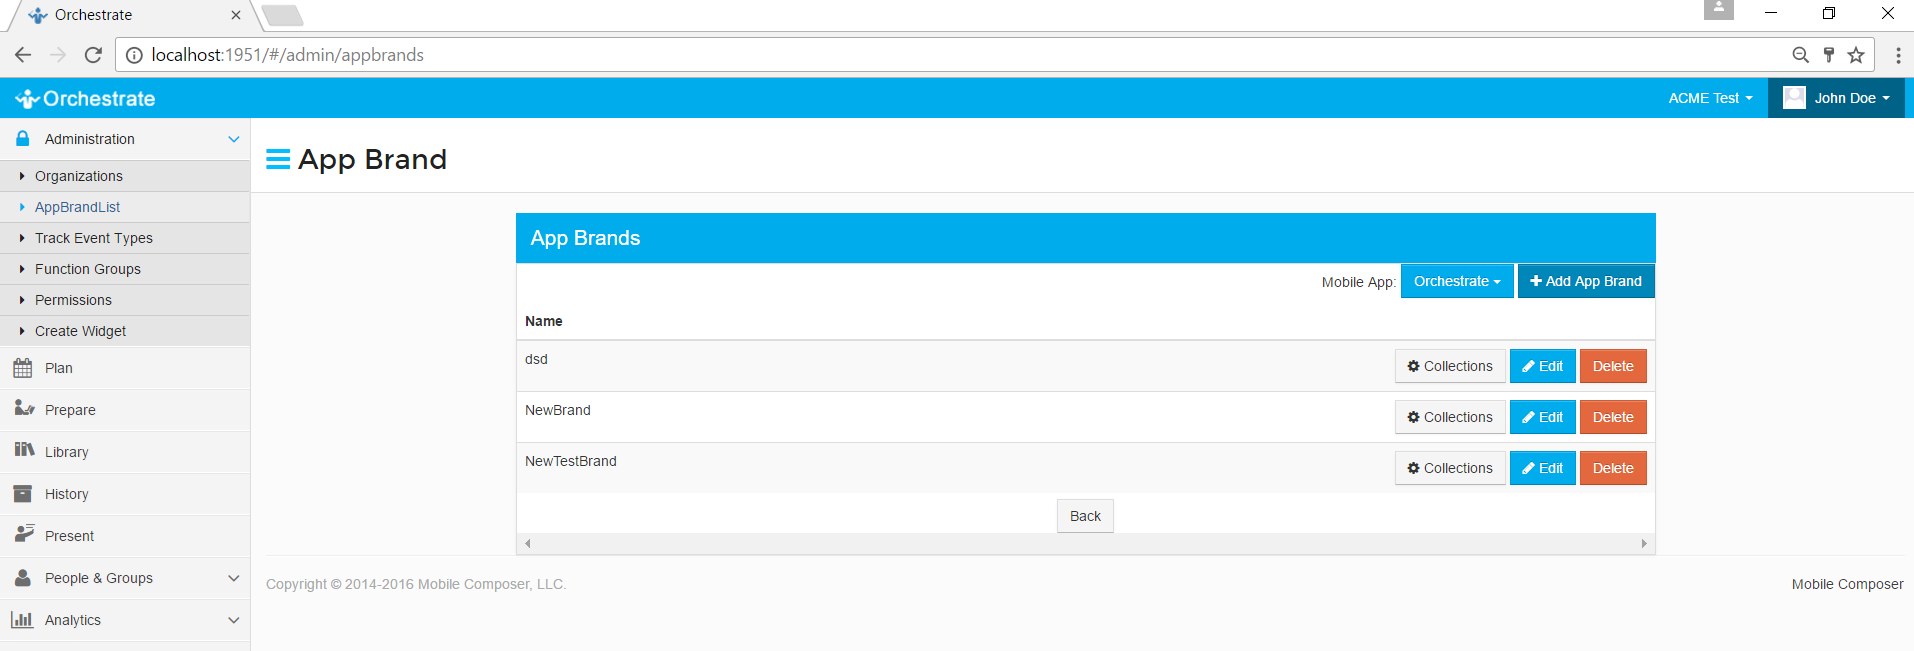 Orchestrate
localhost:1951/#/admin/appbrands
Orchestrate
ACME Test
John Doe
Administration
Organizations
AppBrandList
Track Event Types
Function Groups
Permissions
Create Widget
Plan
Prepare
Library
History
Present
People & Groups
Analytics
App Brand
App Brands
Mobile App: Orchestrate Add App Brand
Name
dsd Collections Edit Delete
NewBrand Collections Edit Delete
NewTestBrand Collections Edit Delete
Back
Copyright © 2014-2016 Mobile Composer, LLC.
Mobile Composer